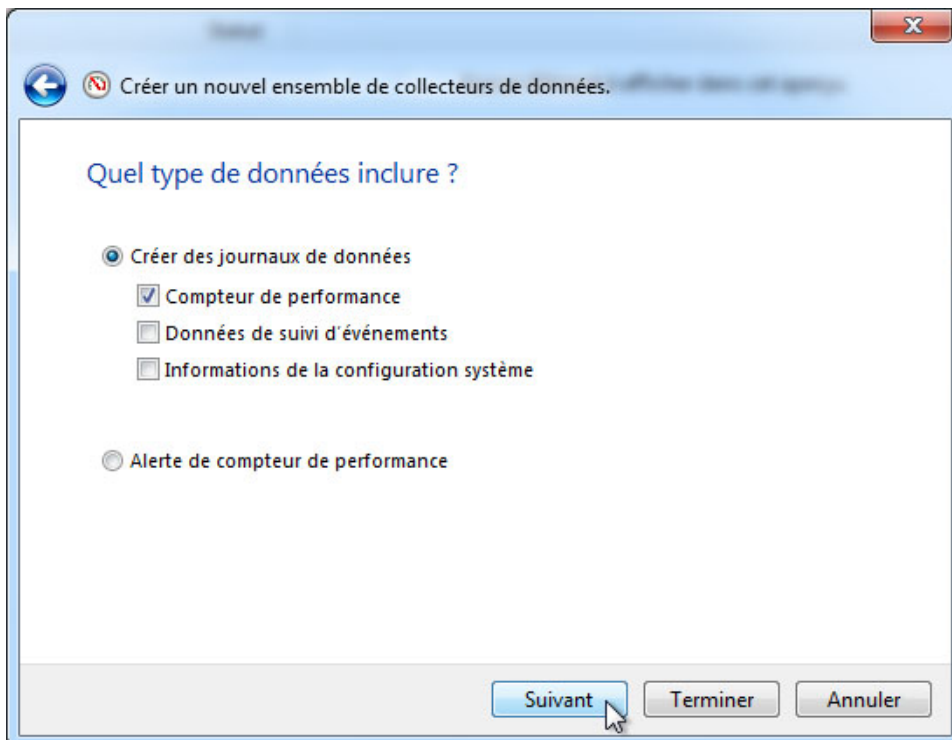 Créer un nouvel ensemble de collecteurs de données.
Quel type de données inclure ?
Créer des journaux de données
Compteur de performance
Données de suivi d'événements
Informations de la configuration système
Alerte de compteur de performance
Suivant Terminer Annuler